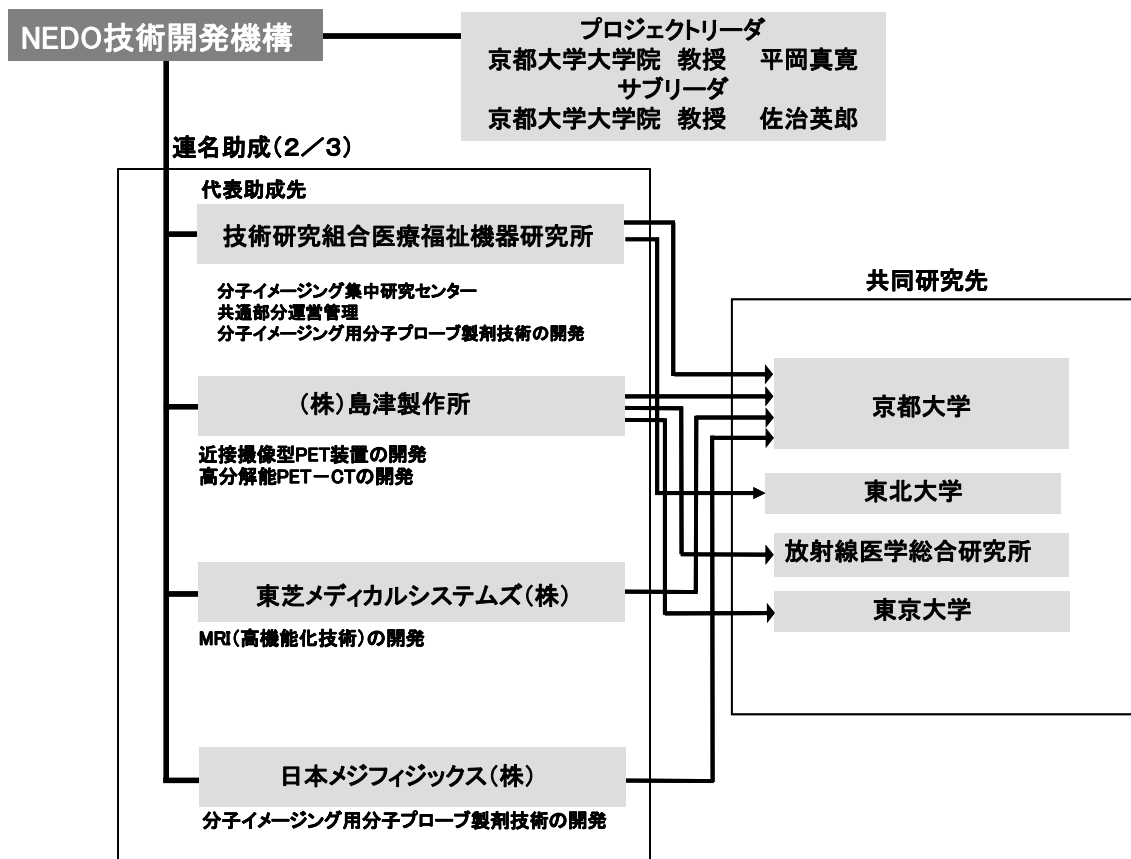 NEDO技術開発機構
プロジェクトリーダ
京都大学大学院 教授 平岡真寛
サブリーダ
京都大学大学院 教授 佐治英郎
連名助成(2/3)
代表助成先
技術研究組合医療福祉機器研究所
分子イメージング集中研究センター
共通部分運営管理
分子イメージング用分子プローブ製剤技術の開発
(株)島津製作所
近接撮像型PET装置の開発
高分解能PET-CTの開発
東芝メディカルシステムズ(株)
MRI(高機能化技術)の開発
日本メジフィジックス(株)
分子イメージング用分子プローブ製剤技術の開発
共同研究先
京都大学
東北大学
放射線医学総合研究所
東京大学